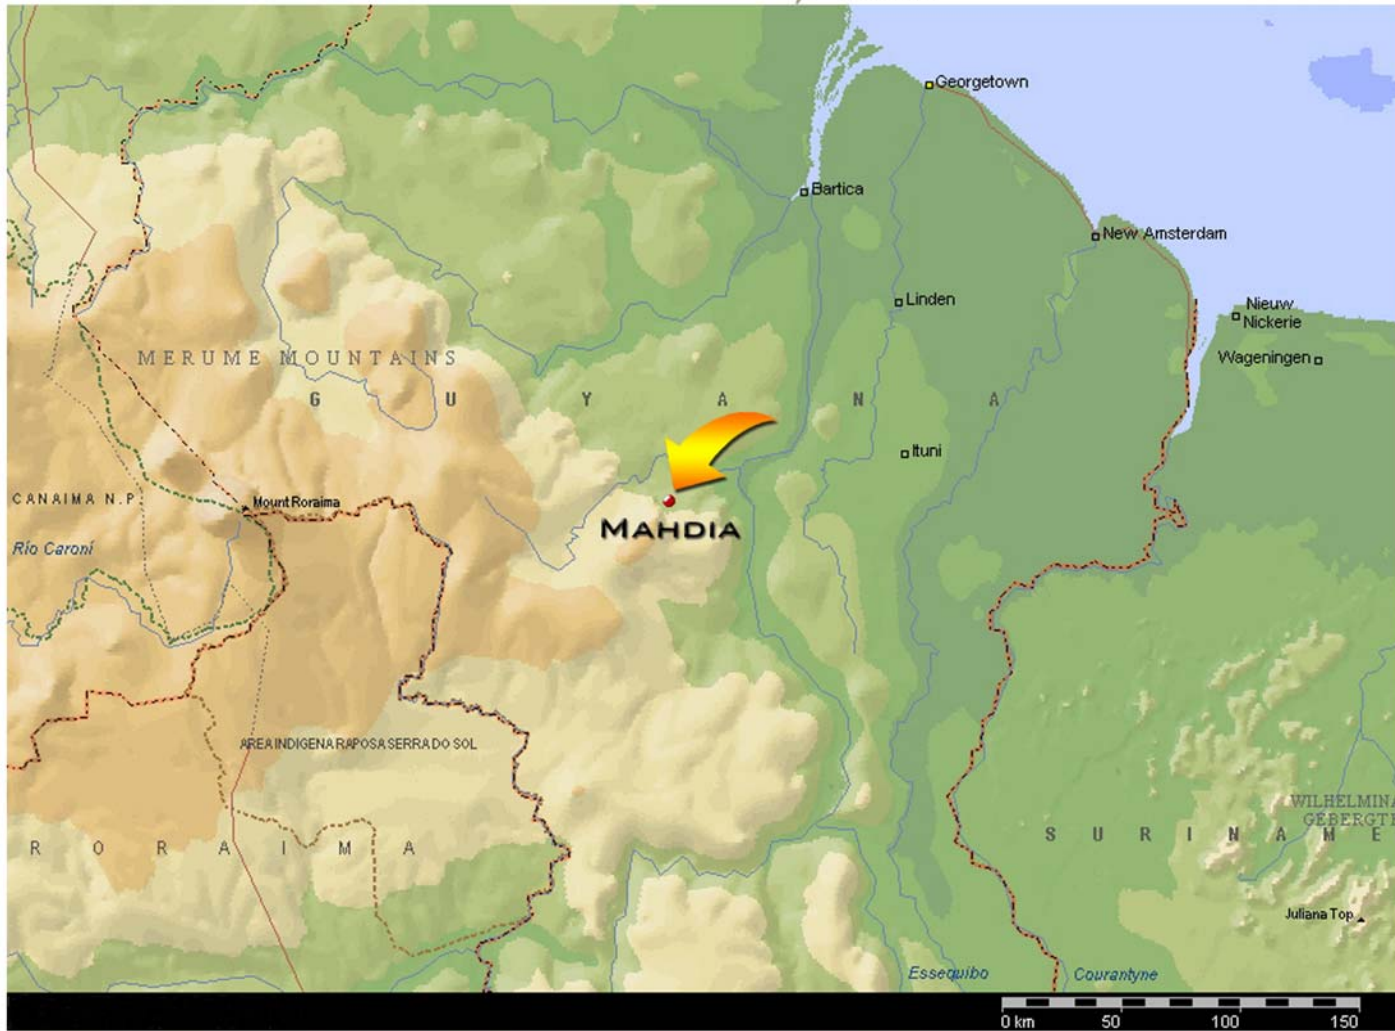 Georgetown
Bartica
New Amsterdam
Linden
Nieuw
Nickerie
Wageningen
MERUME MOUNTAINS
G U Y A N A
Ituni
CANAIMA N.P
Mount Roraima
MAHDIA
Río Caroní
AREA INDIGENA RAPOSA SERRA DO SOL
WILHELMINA
GEBERGTE
R O R A I M A
S U R I N A M E
Juliana Top
Essequibo
Courantyne
0 km 50 100 150